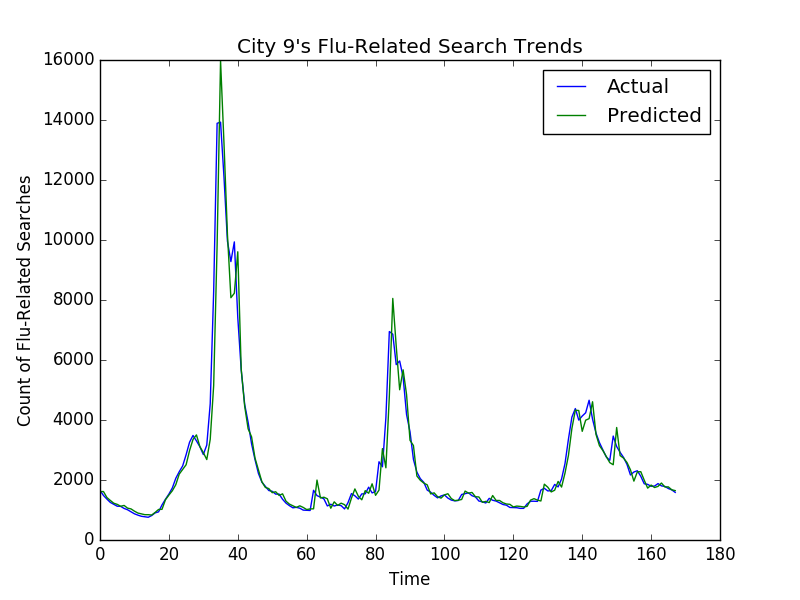 City 9's Flu-Related Search Trends
Actual
Predicted
Count of Flu-Related Searches
16000
14000
12000
10000
8000
6000
4000
2000
0
0 20 40 60 80 100 120 140 160 180
Time